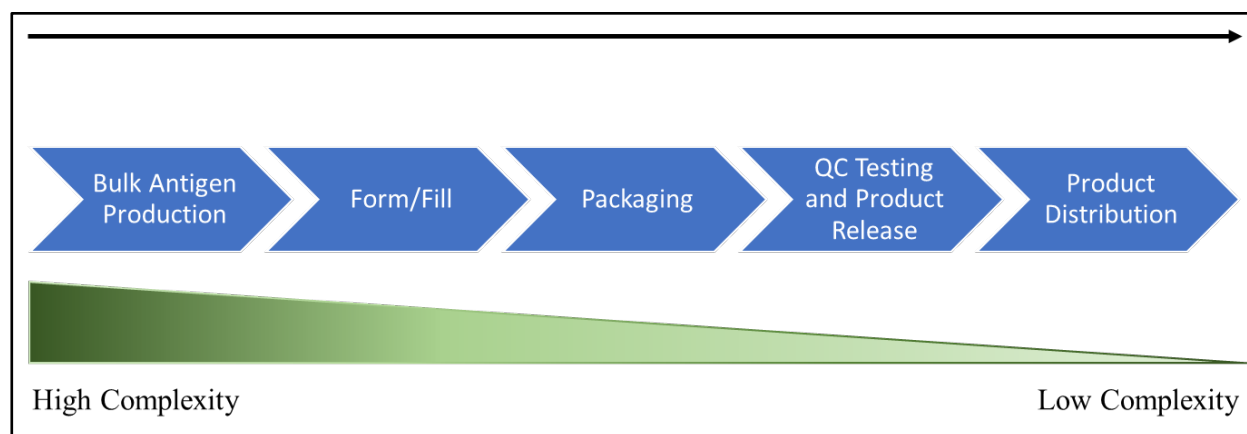 Bulk Antigen
Production
Form/Fill
Packaging
QC Testing
and Product
Release
Product
Distribution
High Complexity
Low Complexity